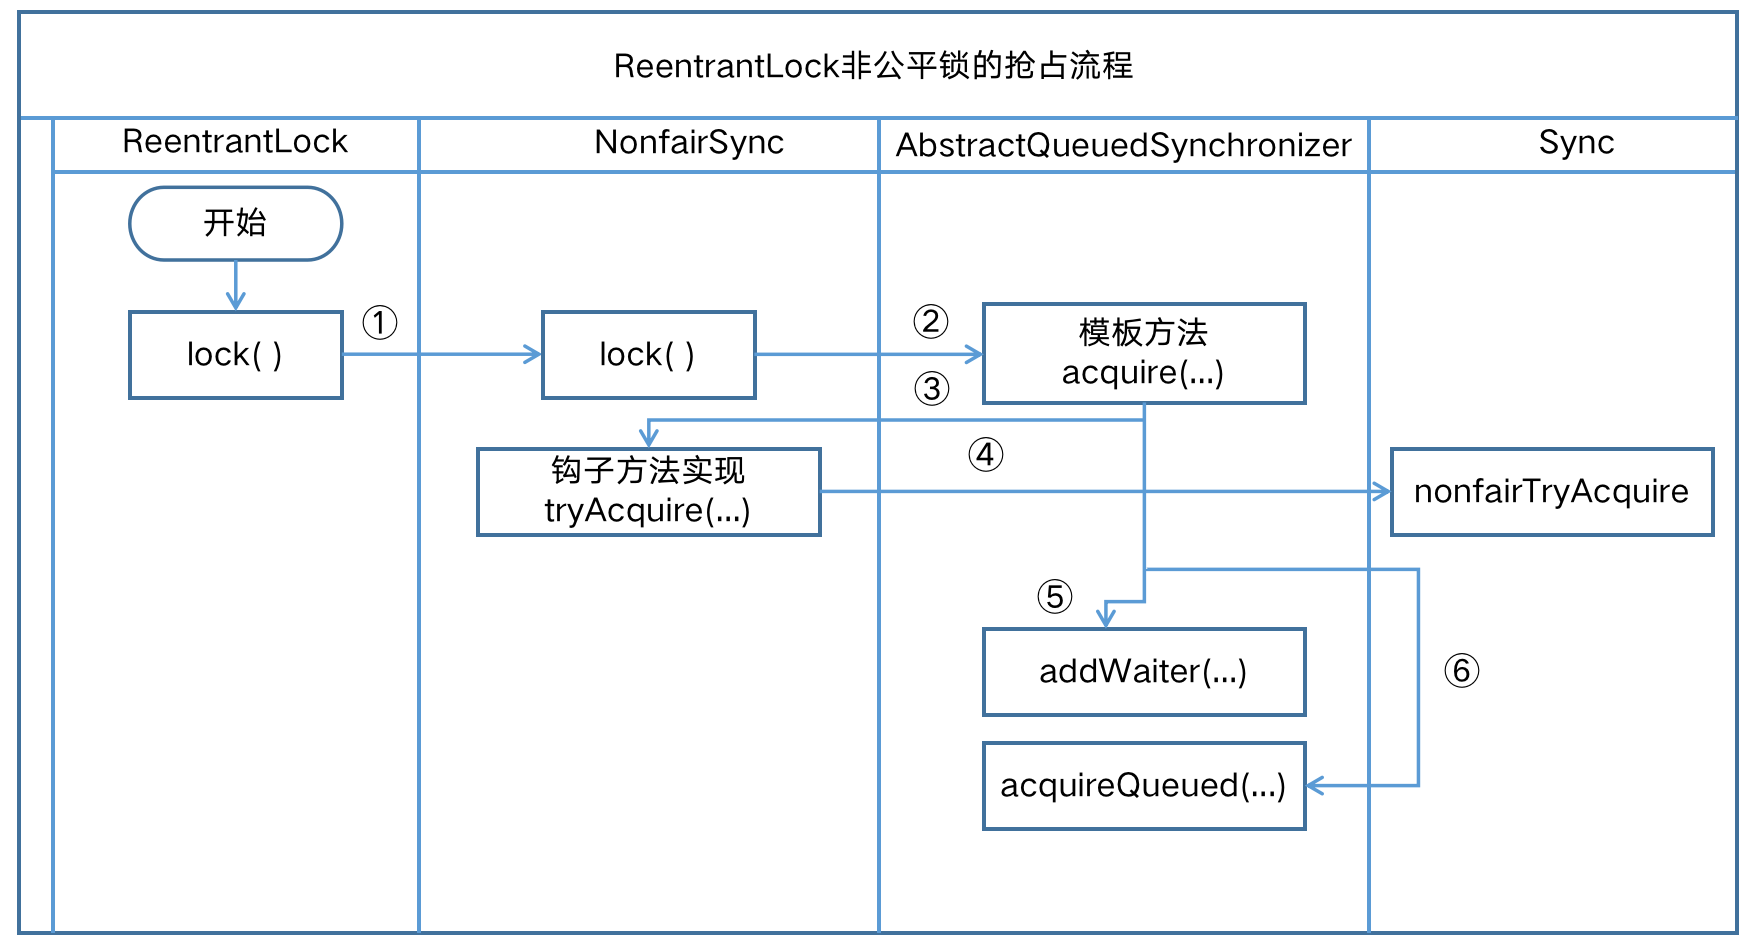 ReentrantLock非公平锁的抢占流程
ReentrantLock
NonfairSync
AbstractQueuedSynchronizer
Sync
开始
lock( )
①
lock( )
②
模板方法
acquire(...)
③
钩子方法实现
tryAcquire(...)
④
nonfairTryAcquire
⑤
addWaiter(...)
⑥
acquireQueued(...)